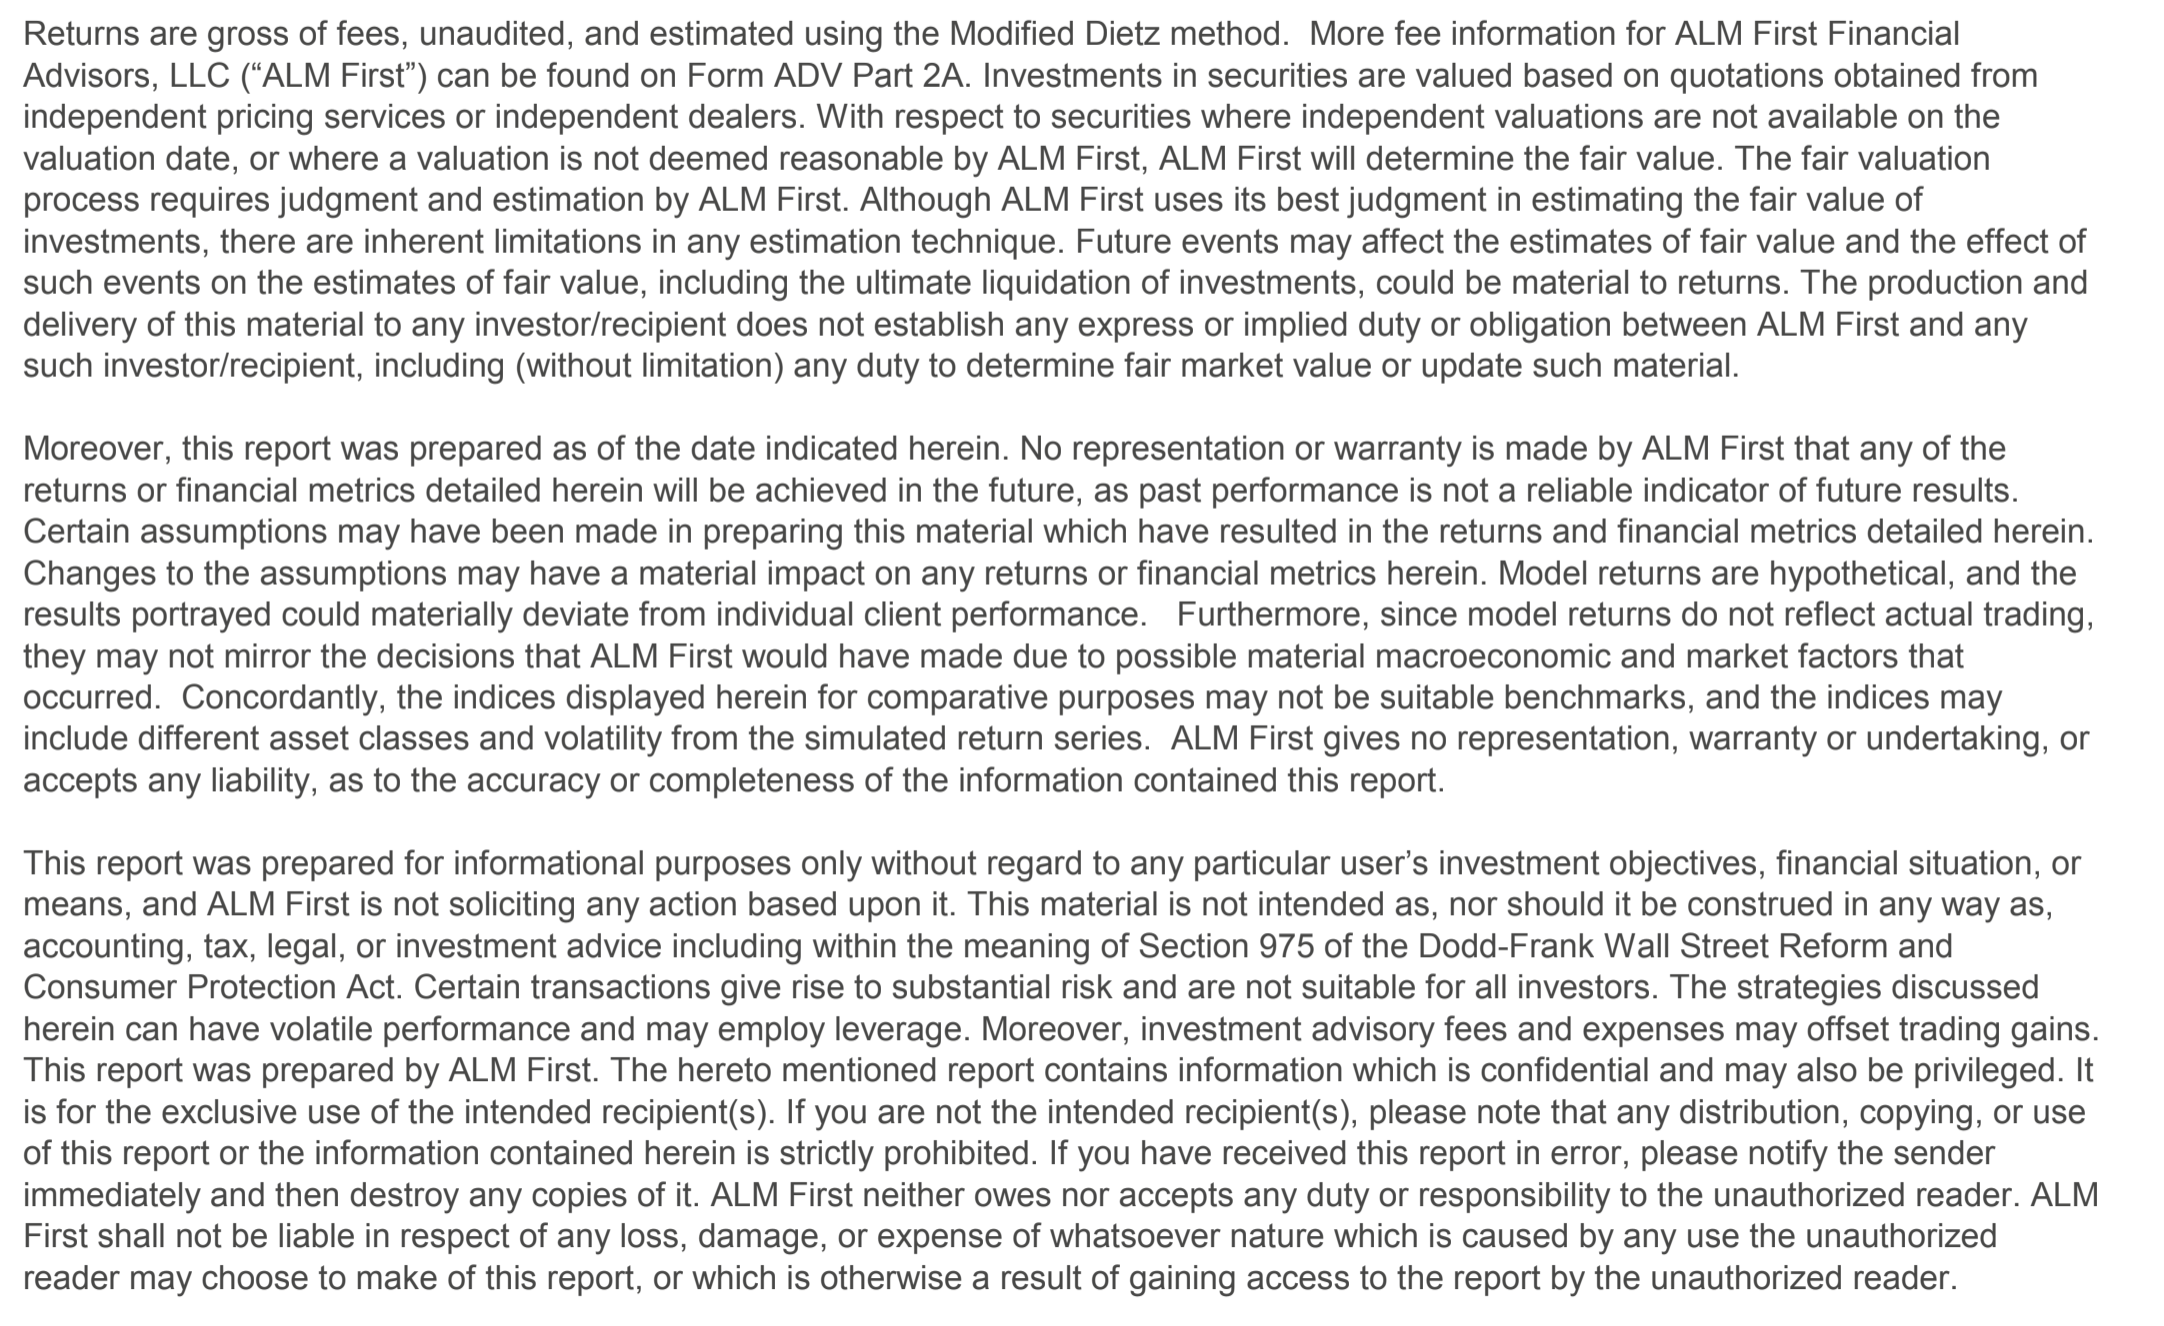 Returns are gross of fees, unaudited, and estimated using the Modified Dietz method.  More fee information for ALM First Financial
Advisors, LLC (“ALM First”) can be found on Form ADV Part 2A. Investments in securities are valued based on quotations obtained from
independent pricing services or independent dealers. With respect to securities where independent valuations are not available on the
valuation date, or where a valuation is not deemed reasonable by ALM First, ALM First will determine the fair value. The fair valuation
process requires judgment and estimation by ALM First. Although ALM First uses its best judgment in estimating the fair value of
investments, there are inherent limitations in any estimation technique. Future events may affect the estimates of fair value and the effect of
such events on the estimates of fair value, including the ultimate liquidation of investments, could be material to returns. The production and
delivery of this material to any investor/recipient does not establish any express or implied duty or obligation between ALM First and any
such investor/recipient, including (without limitation) any duty to determine fair market value or update such material.

Moreover, this report was prepared as of the date indicated herein. No representation or warranty is made by ALM First that any of the
returns or financial metrics detailed herein will be achieved in the future, as past performance is not a reliable indicator of future results.
Certain assumptions may have been made in preparing this material which have resulted in the returns and financial metrics detailed herein.
Changes to the assumptions may have a material impact on any returns or financial metrics herein. Model returns are hypothetical, and the
results portrayed could materially deviate from individual client performance.   Furthermore, since model returns do not reflect actual trading,
they may not mirror the decisions that ALM First would have made due to possible material macroeconomic and market factors that
occurred.  Concordantly, the indices displayed herein for comparative purposes may not be suitable benchmarks, and the indices may
include different asset classes and volatility from the simulated return series.  ALM First gives no representation, warranty or undertaking, or
accepts any liability, as to the accuracy or completeness of the information contained this report.

This report was prepared for informational purposes only without regard to any particular user’s investment objectives, financial situation, or
means, and ALM First is not soliciting any action based upon it. This material is not intended as, nor should it be construed in any way as,
accounting, tax, legal, or investment advice including within the meaning of Section 975 of the Dodd-Frank Wall Street Reform and
Consumer Protection Act. Certain transactions give rise to substantial risk and are not suitable for all investors. The strategies discussed
herein can have volatile performance and may employ leverage. Moreover, investment advisory fees and expenses may offset trading gains.
This report was prepared by ALM First. The hereto mentioned report contains information which is confidential and may also be privileged. It
is for the exclusive use of the intended recipient(s). If you are not the intended recipient(s), please note that any distribution, copying, or use
of this report or the information contained herein is strictly prohibited. If you have received this report in error, please notify the sender
immediately and then destroy any copies of it. ALM First neither owes nor accepts any duty or responsibility to the unauthorized reader. ALM
First shall not be liable in respect of any loss, damage, or expense of whatsoever nature which is caused by any use the unauthorized
reader may choose to make of this report, or which is otherwise a result of gaining access to the report by the unauthorized reader.